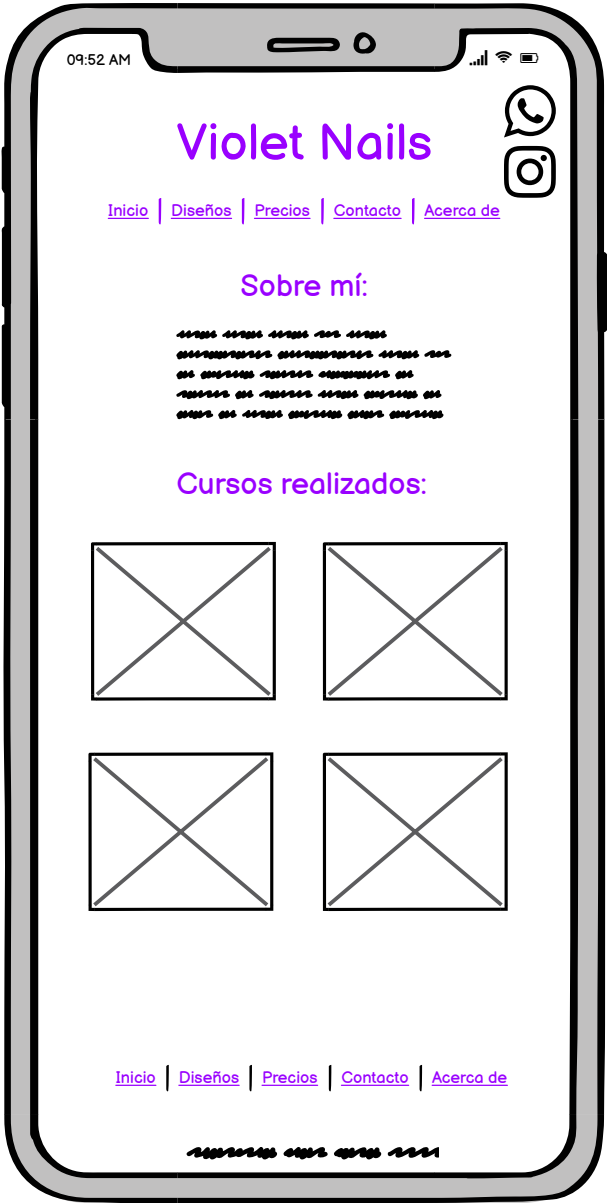 09:52 AM
Violet Nails
Inicio Diseños Precios Contacto Acerca de
Sobre mí:
Cursos realizados:
Inicio Diseños Precios Contacto Acerca de